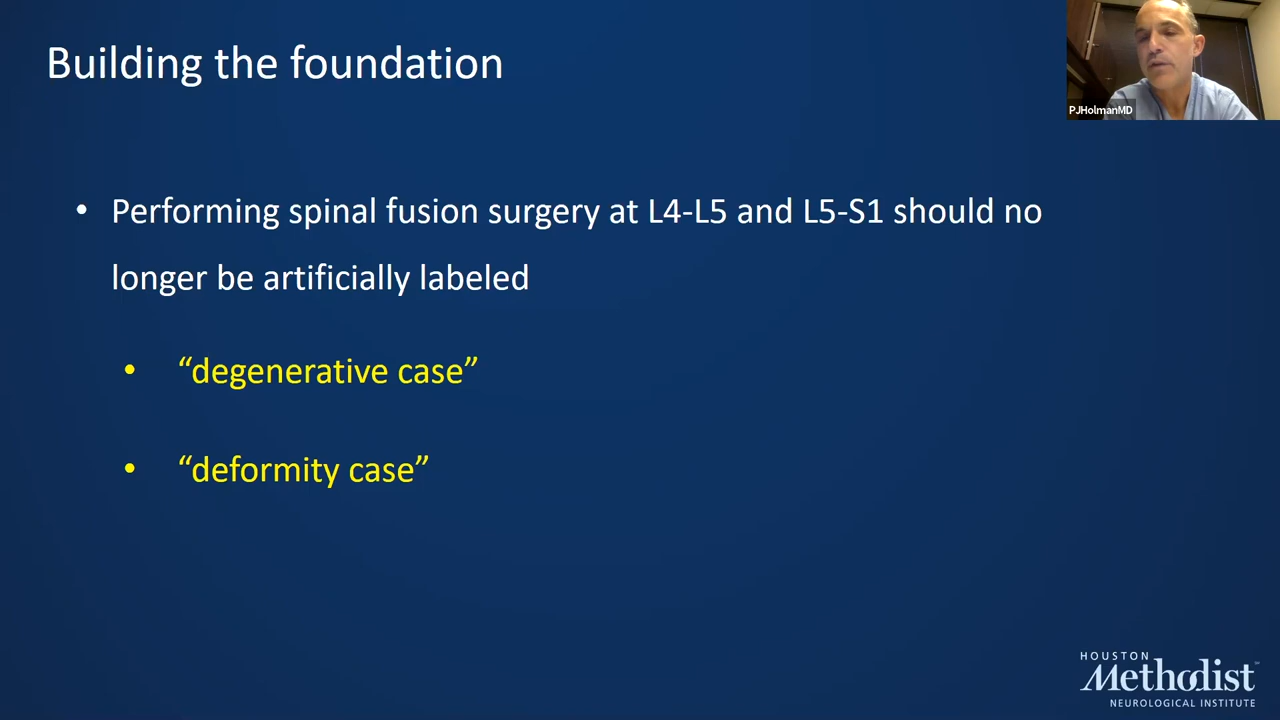 Building the foundation
PJHolmanMD
• Performing spinal fusion surgery at L4-L5 and L5-S1 should no
longer be artificially labeled
• “degenerative case”
• “deformity case”
HOUSTON
Methodist
NEUROLOGICAL INSTITUTE